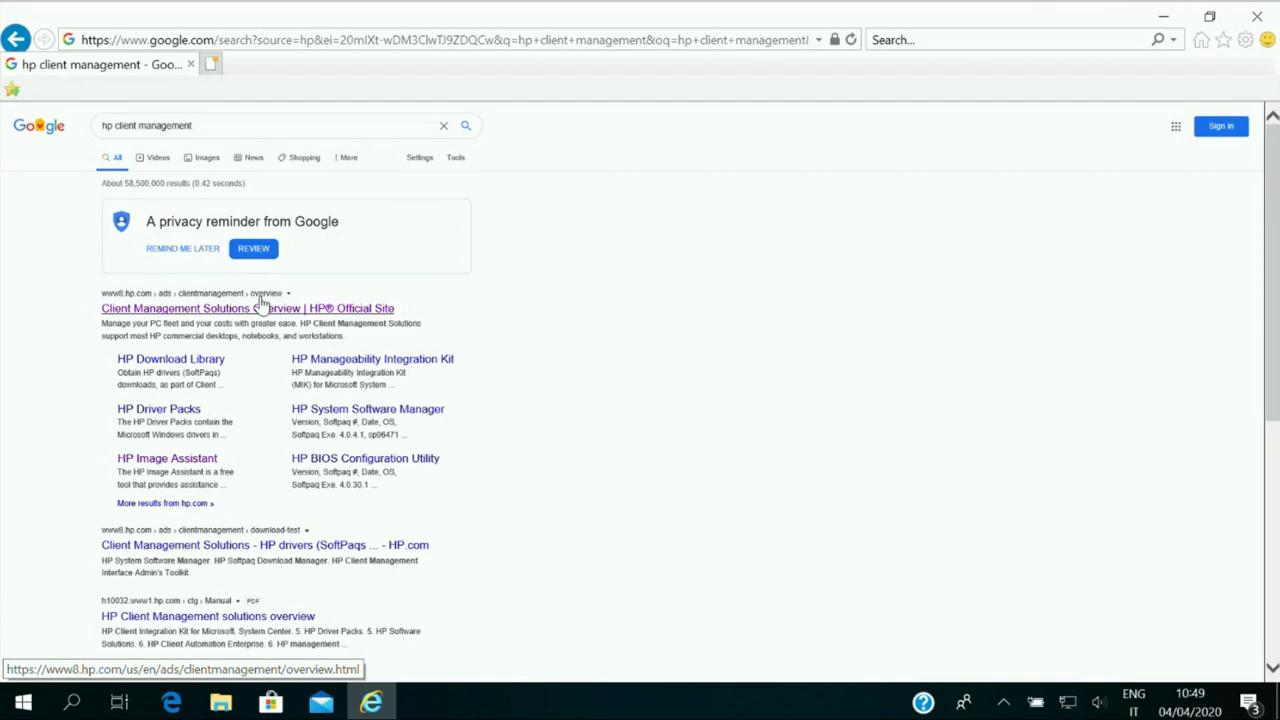 https://www.google.com/search?source=hp&ei=20mIXt-wDM3ClwTJ9ZDQCw&q=hp+client+management&oq=hp+client+management&
Search...
hp client management - Goo...
Google
hp client management
Sign in
All
Videos
Images
News
Shopping
More
Settings
Tools
About 58,500,000 results (0.42 seconds)
A privacy reminder from Google
REMIND ME LATER
REVIEW
www8.hp.com › ads › clientmanagement › overview
Client Management Solutions Overview | HP® Official Site
Manage your PC fleet and your costs with greater ease. HP Client Management Solutions
support most HP commercial desktops, notebooks, and workstations.
HP Download Library
Obtain HP drivers (SoftPaqs)
downloads, as part of Client ...
HP Manageability Integration Kit
HP Manageability Integration Kit
(MIK) for Microsoft System ...
HP Driver Packs
The HP Driver Packs contain the
Microsoft Windows drivers in ...
HP System Software Manager
Version, Softpaq #, Date, OS,
Softpaq Exe. 4.0.4.1, sp96471 ...
HP Image Assistant
The HP Image Assistant is a free
tool that provides assistance ...
HP BIOS Configuration Utility
Version, Softpaq #, Date, OS,
Softpaq Exe. 4.0.30.1 ...
More results from hp.com »
www8.hp.com › ads › clientmanagement › download-test
Client Management Solutions - HP drivers (SoftPaqs ... - HP.com
HP System Software Manager. HP Softpaq Download Manager. HP Client Management
Interface Admin's Toolkit.
h10032.www1.hp.com › ctg › Manual
PDF
HP Client Management solutions overview
HP Client Integration Kit for Microsoft. System Center. 5. HP Driver Packs. 5. HP Software
Solutions. 6. HP Client Automation Enterprise. 6. HP management ...
https://www8.hp.com/us/en/ads/clientmanagement/overview.html
ENG
IT
10:49
04/04/2020
3